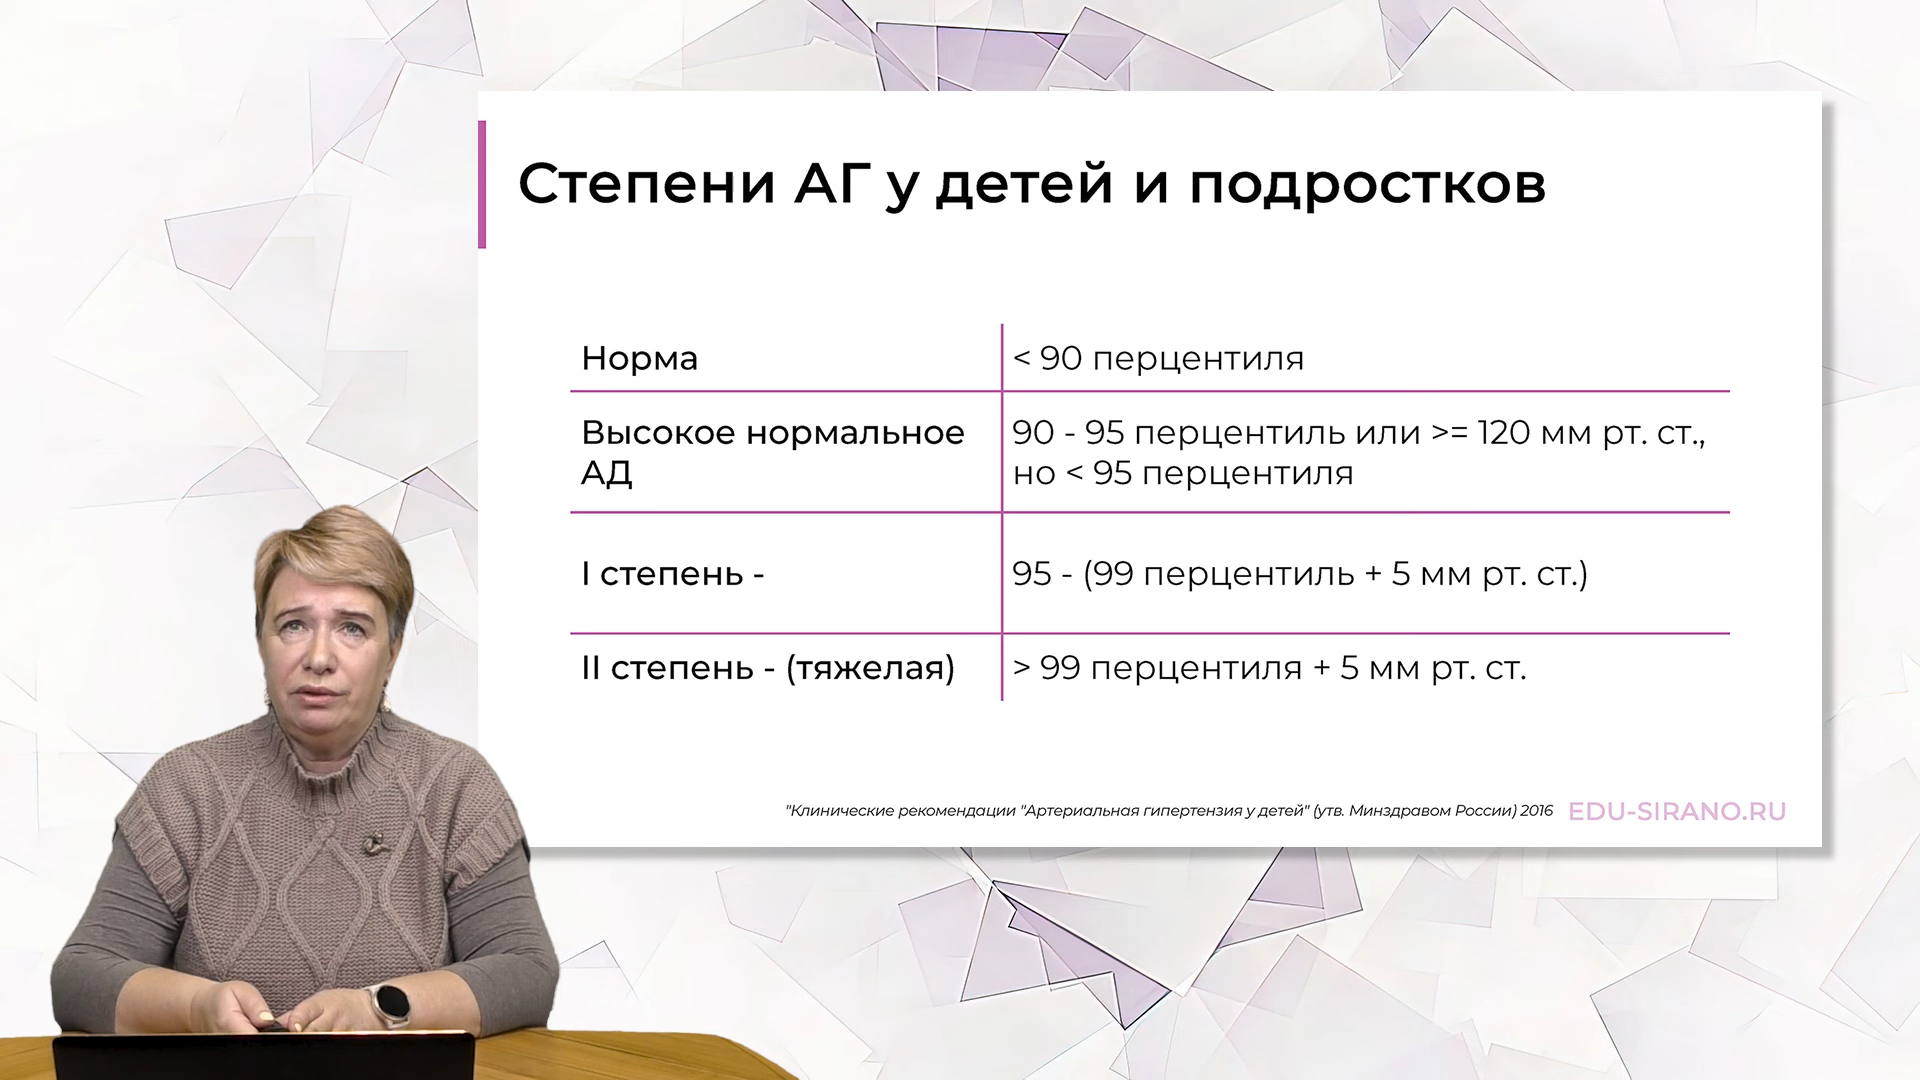 Степени АГ у детей и подростков
Норма
< 90 перцентиля
Высокое нормальное
АД
90 - 95 перцентиль или >= 120 мм рт. ст.,
но < 95 перцентиля
I степень -
95 - (99 перцентиль + 5 мм рт. ст.)
II степень - (тяжелая)
> 99 перцентиля + 5 мм рт. ст.
"Клинические рекомендации "Артериальная гипертензия у детей" (утв. Минздравом России) 2016
EDU-SIRANO.RU